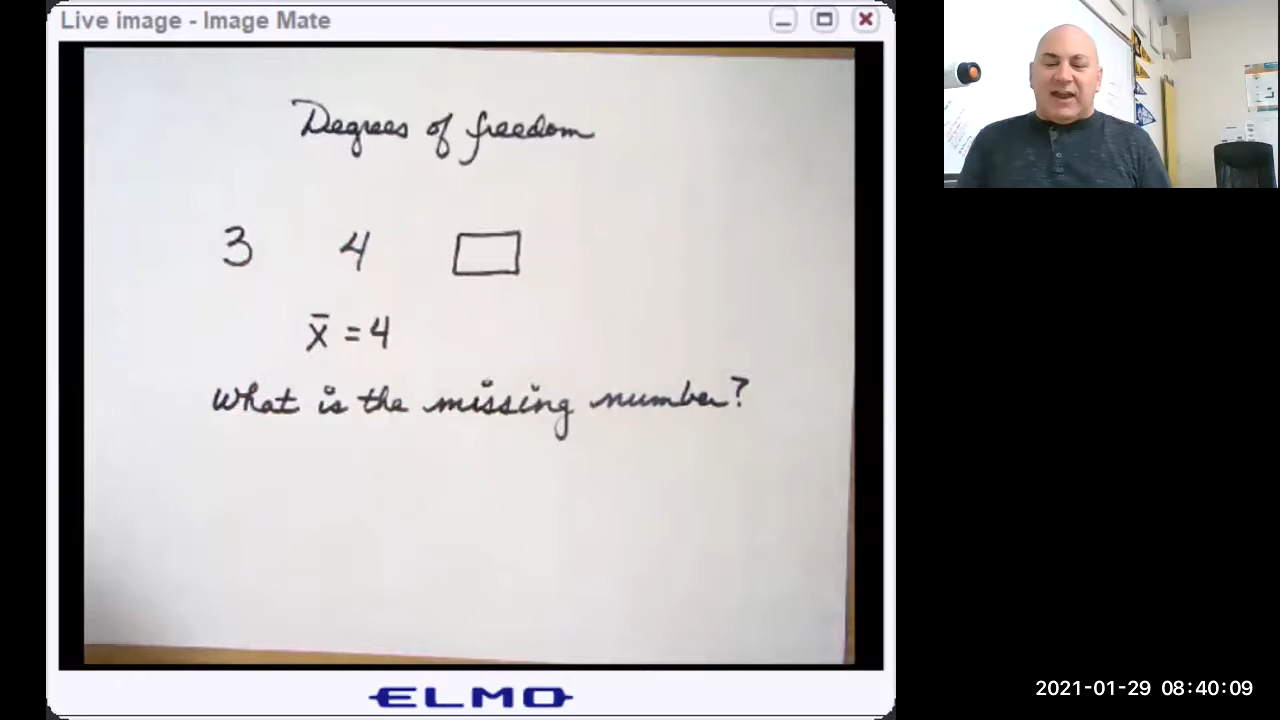 Live image - Image Mate
Degrees of freedom
3 4
x̄ = 4
What is the missing number?
ELMO
2021-01-29 08:40:09